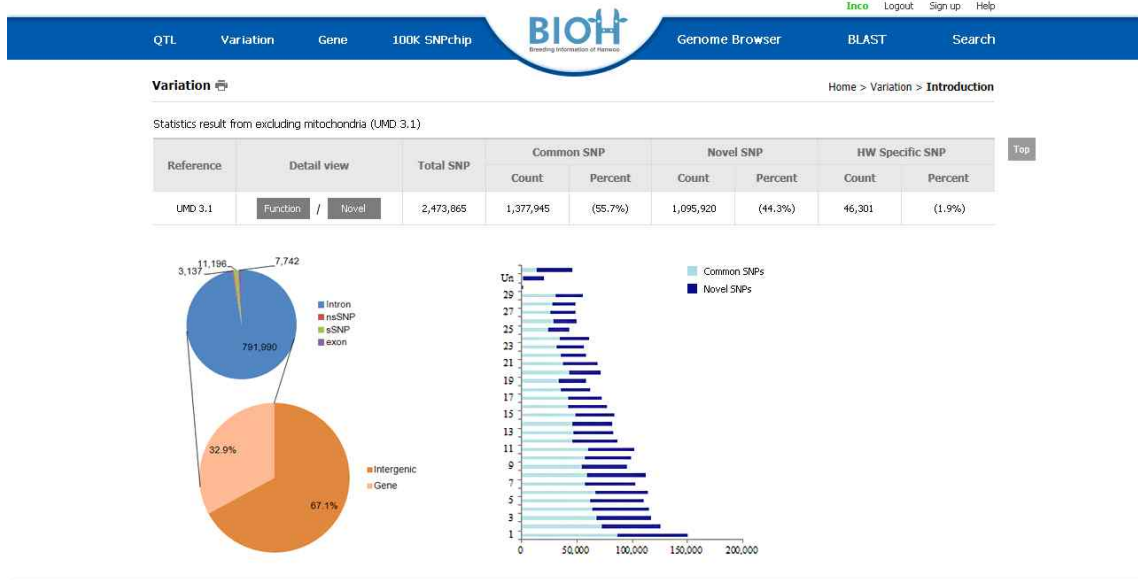 Inco Logout Sign up Help
QTL Variation Gene 100K SNPchip BIOH Genome Browser BLAST Search
Breeding Information of Hanwoo
Variation Home > Variation > Introduction
Statistics result from excluding mitochondria (UMD 3.1)
Top
Reference Detail view Total SNP Common SNP Novel SNP HW Specific SNP
Count Percent Count Percent Count Percent
UMD 3.1 Function / Novel 2,473,865 1,377,945 (55.7%) 1,095,920 (44.3%) 46,301 (1.9%)
3,137 11,196 7,742
791,990
Intron
nsSNP
sSNP
exon
32.9%
67.1%
Intergenic
Gene
Common SNPs
Novel SNPs
Un
29
27
25
23
21
19
17
15
13
11
9
7
5
3
1
0 50,000 100,000 150,000 200,000